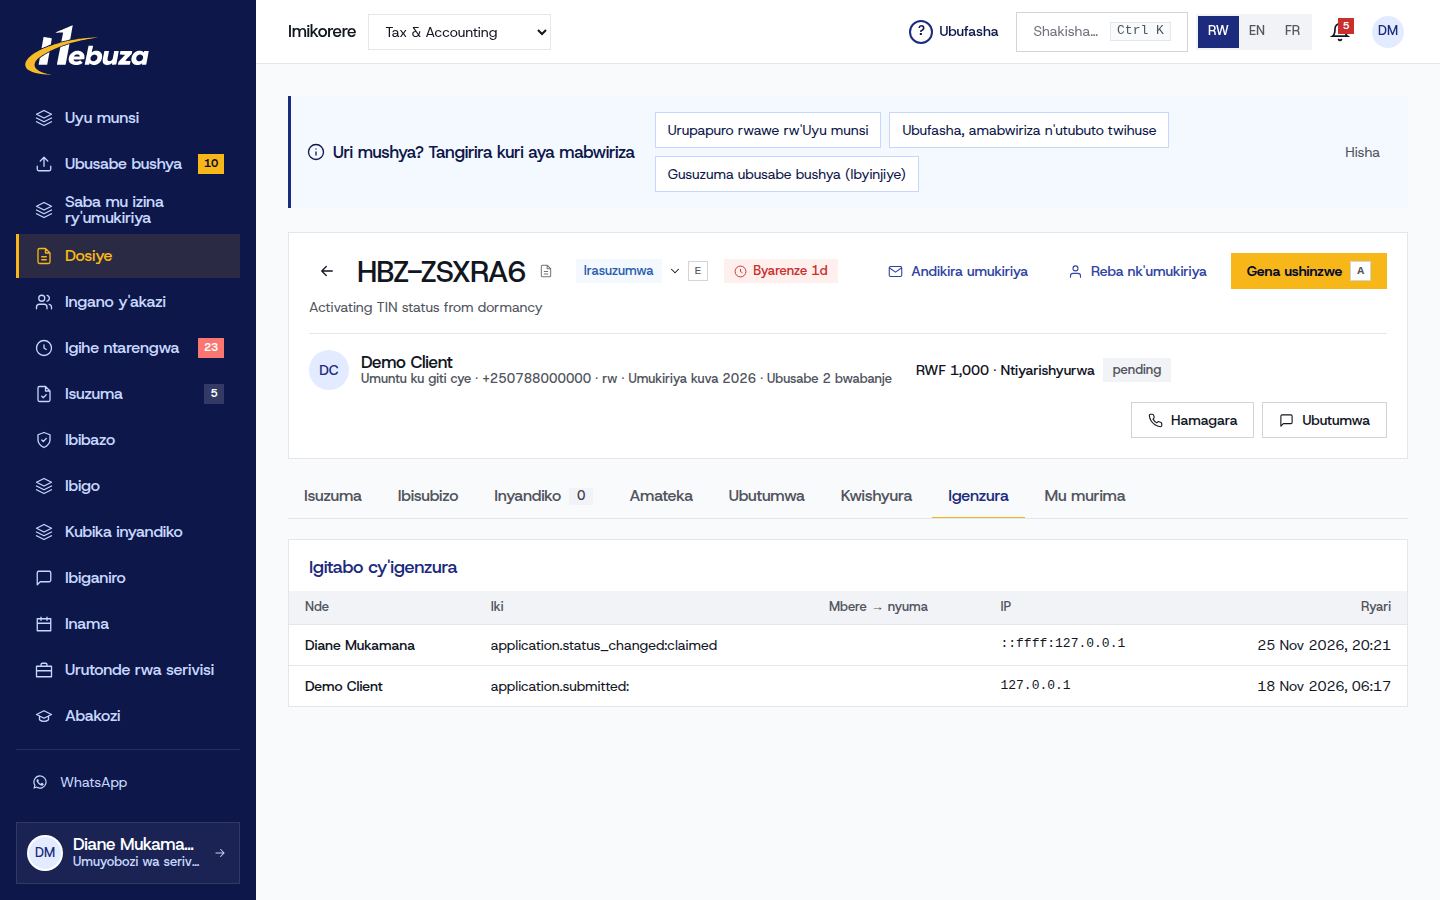 Hebuza
Uyu munsi
Ubusabe bushya 10
Saba mu izina
ry'umukiriya
Dosiye
Ingano y'akazi
Igihe ntarengwa 23
Isuzuma 5
Ibibazo
Ibigo
Kubika inyandiko
Ibiganiro
Inama
Urutonde rwa serivisi
Abakozi
WhatsApp
DM Diane Mukama...
Umuyobozi wa seriv...
Imikorere Tax & Accounting ? Ubufasha Shakisha... Ctrl K RW EN FR 5 DM
Uri mushya? Tangirira kuri aya mabwiriza
Urupapuro rwawe rw'Uyu munsi Ubufasha, amabwiriza n'utubuto twihuse
Gusuzuma ubusabe bushya (Ibyinjiye)
Hisha
HBZ-ZSXRA6 Irasuzumwa E Byarenze 1d Andikira umukiriya Reba nk'umukiriya Gena ushinzwe A
Activating TIN status from dormancy
DC Demo Client
Umuntu ku giti cye · +250788000000 · rw · Umukiriya kuva 2026 · Ubusabe 2 bwabanje
RWF 1,000 · Ntiyarishyurwa pending
Hamagara Ubutumwa
Isuzuma Ibisubizo Inyandiko 0 Amateka Ubutumwa Kwishyura Igenzura Mu murima
Igitabo cy'igenzura
Nde Iki Mbere → nyuma IP Ryari
Diane Mukamana application.status_changed:claimed ::ffff:127.0.0.1 25 Nov 2026, 20:21
Demo Client application.submitted: 127.0.0.1 18 Nov 2026, 06:17